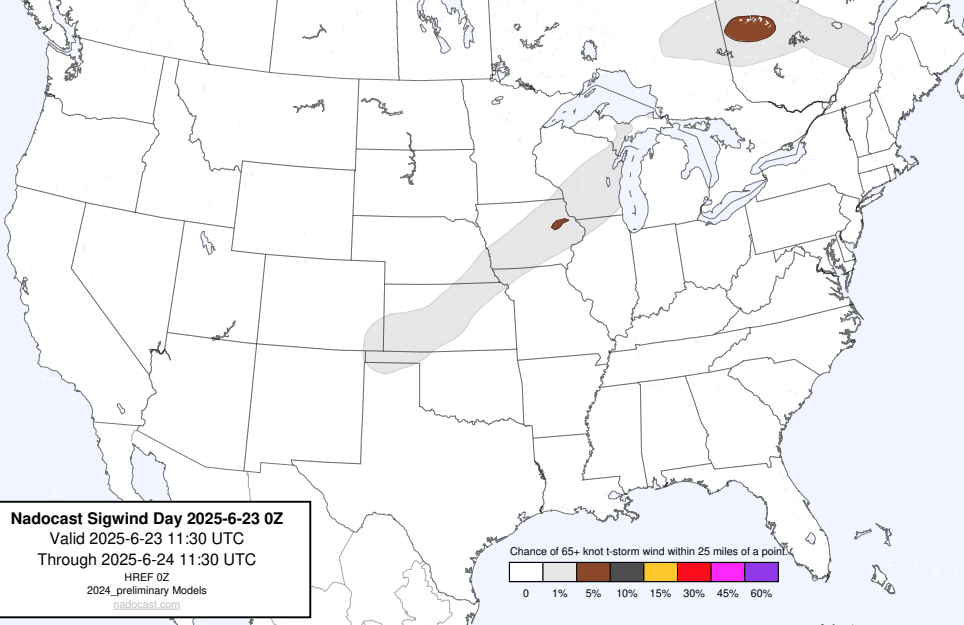 Nadocast Sigwind Day 2025-6-23 0Z
Valid 2025-6-23 11:30 UTC
Through 2025-6-24 11:30 UTC
HREF 0Z
2024_preliminary Models
nadocast.com
Chance of 65+ knot t-storm wind within 25 miles of a point.
0 1% 5% 10% 15% 30% 45% 60%